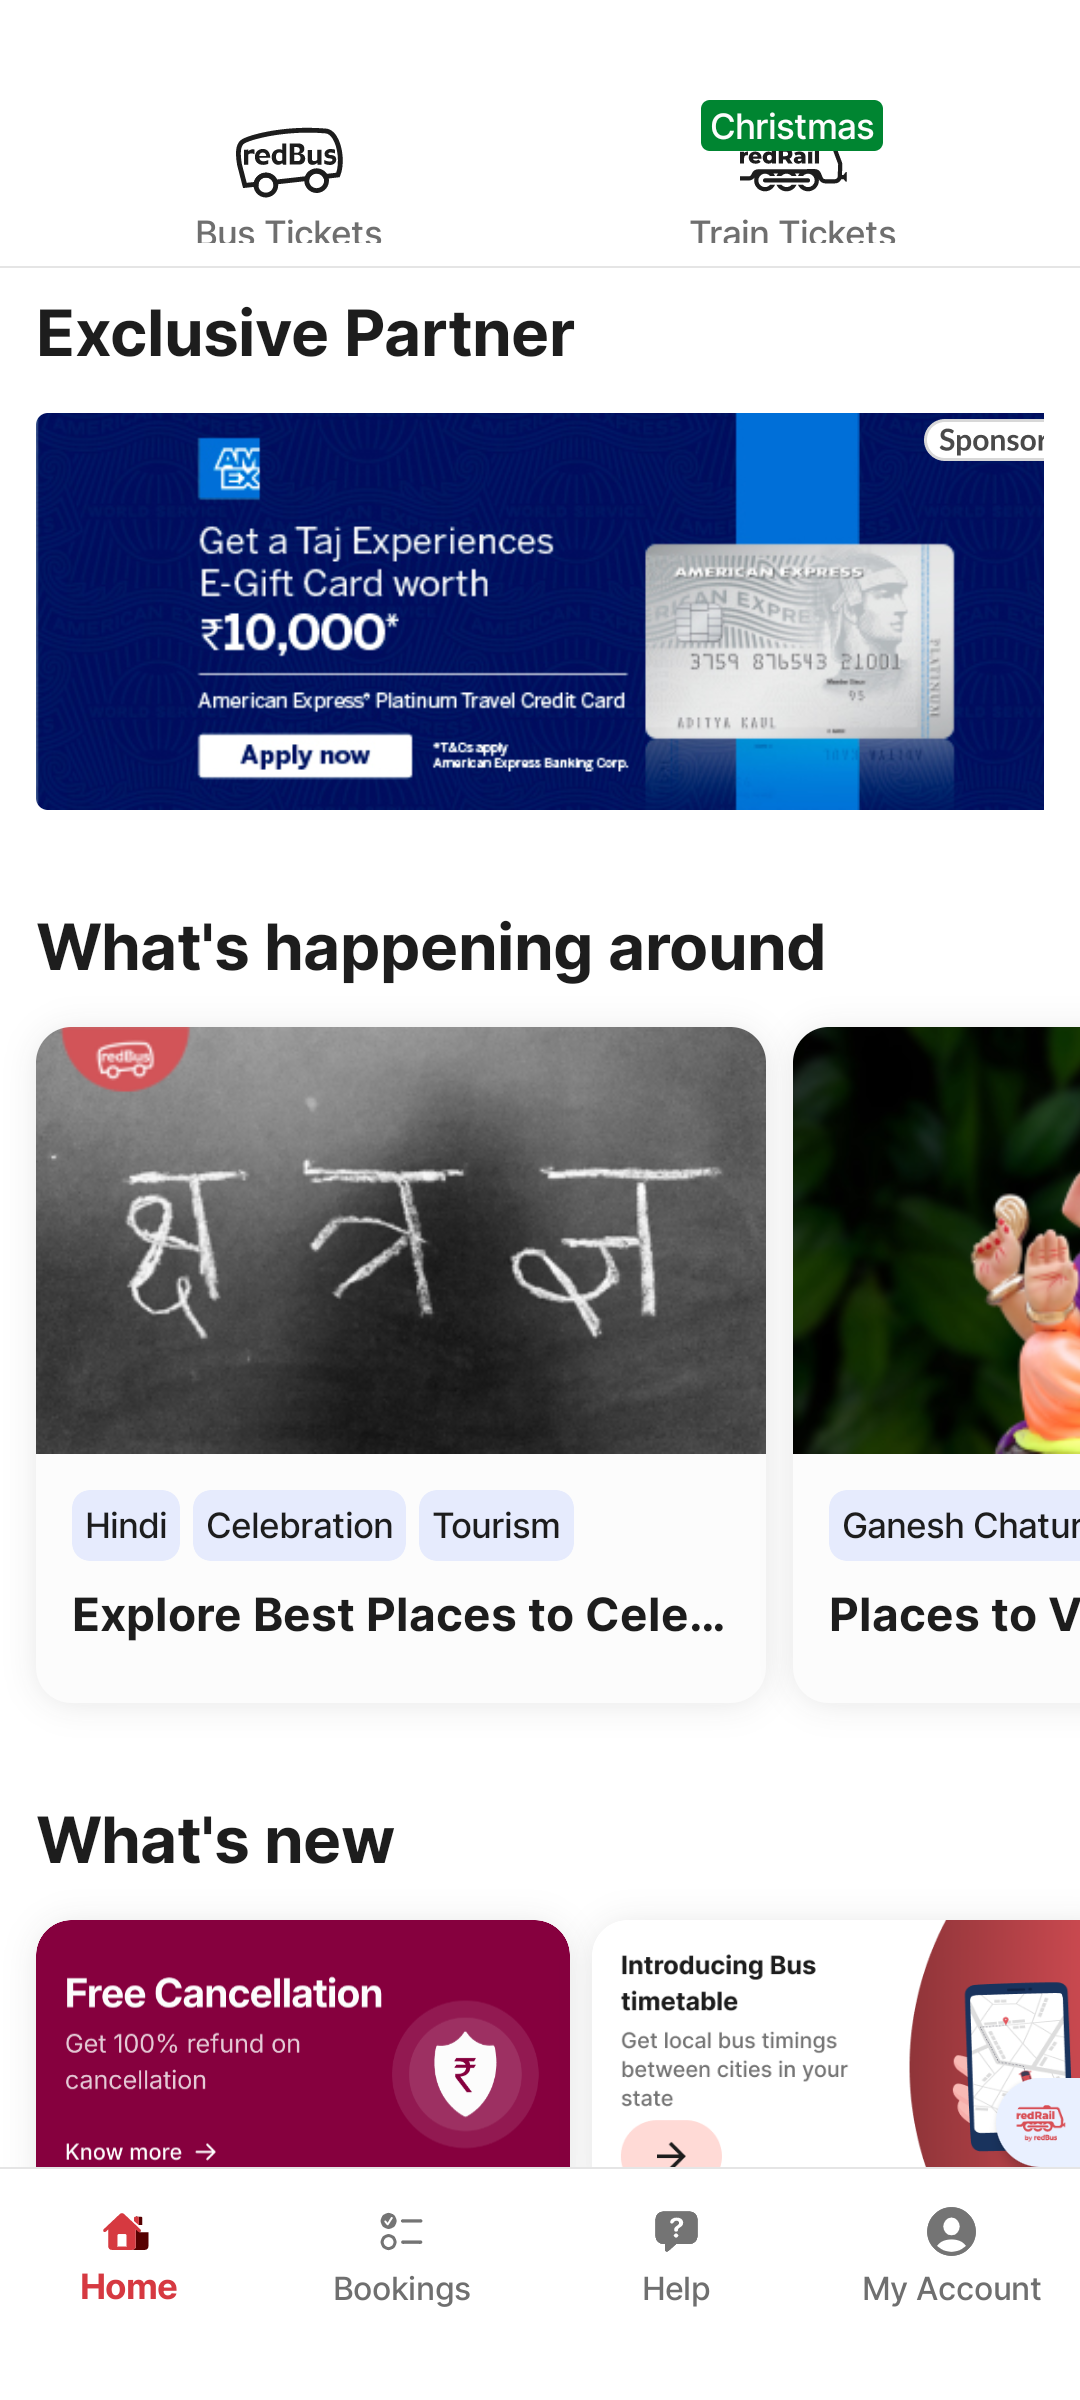 redBus
Bus Tickets
Christmas
redRail
Train Tickets
Exclusive Partner
Sponsor
AM
EX
Get a Taj Experiences
E-Gift Card worth
₹10,000*
American Express® Platinum Travel Credit Card
Apply now
*T&Cs apply
American Express Banking Corp.
AMERICAN EXPRESS
3759 876543 21001
95
ADITYA KAUL
PLATINUM
What's happening around
redBus
क्ष त्र ज्ञ
Hindi
Celebration
Tourism
Explore Best Places to Cele...
Ganesh Chatur
Places to V
What's new
Free Cancellation
Get 100% refund on
cancellation
₹
Know more →
Introducing Bus
timetable
Get local bus timings
between cities in your
state
redRail
by redBus
Home
Bookings
Help
My Account